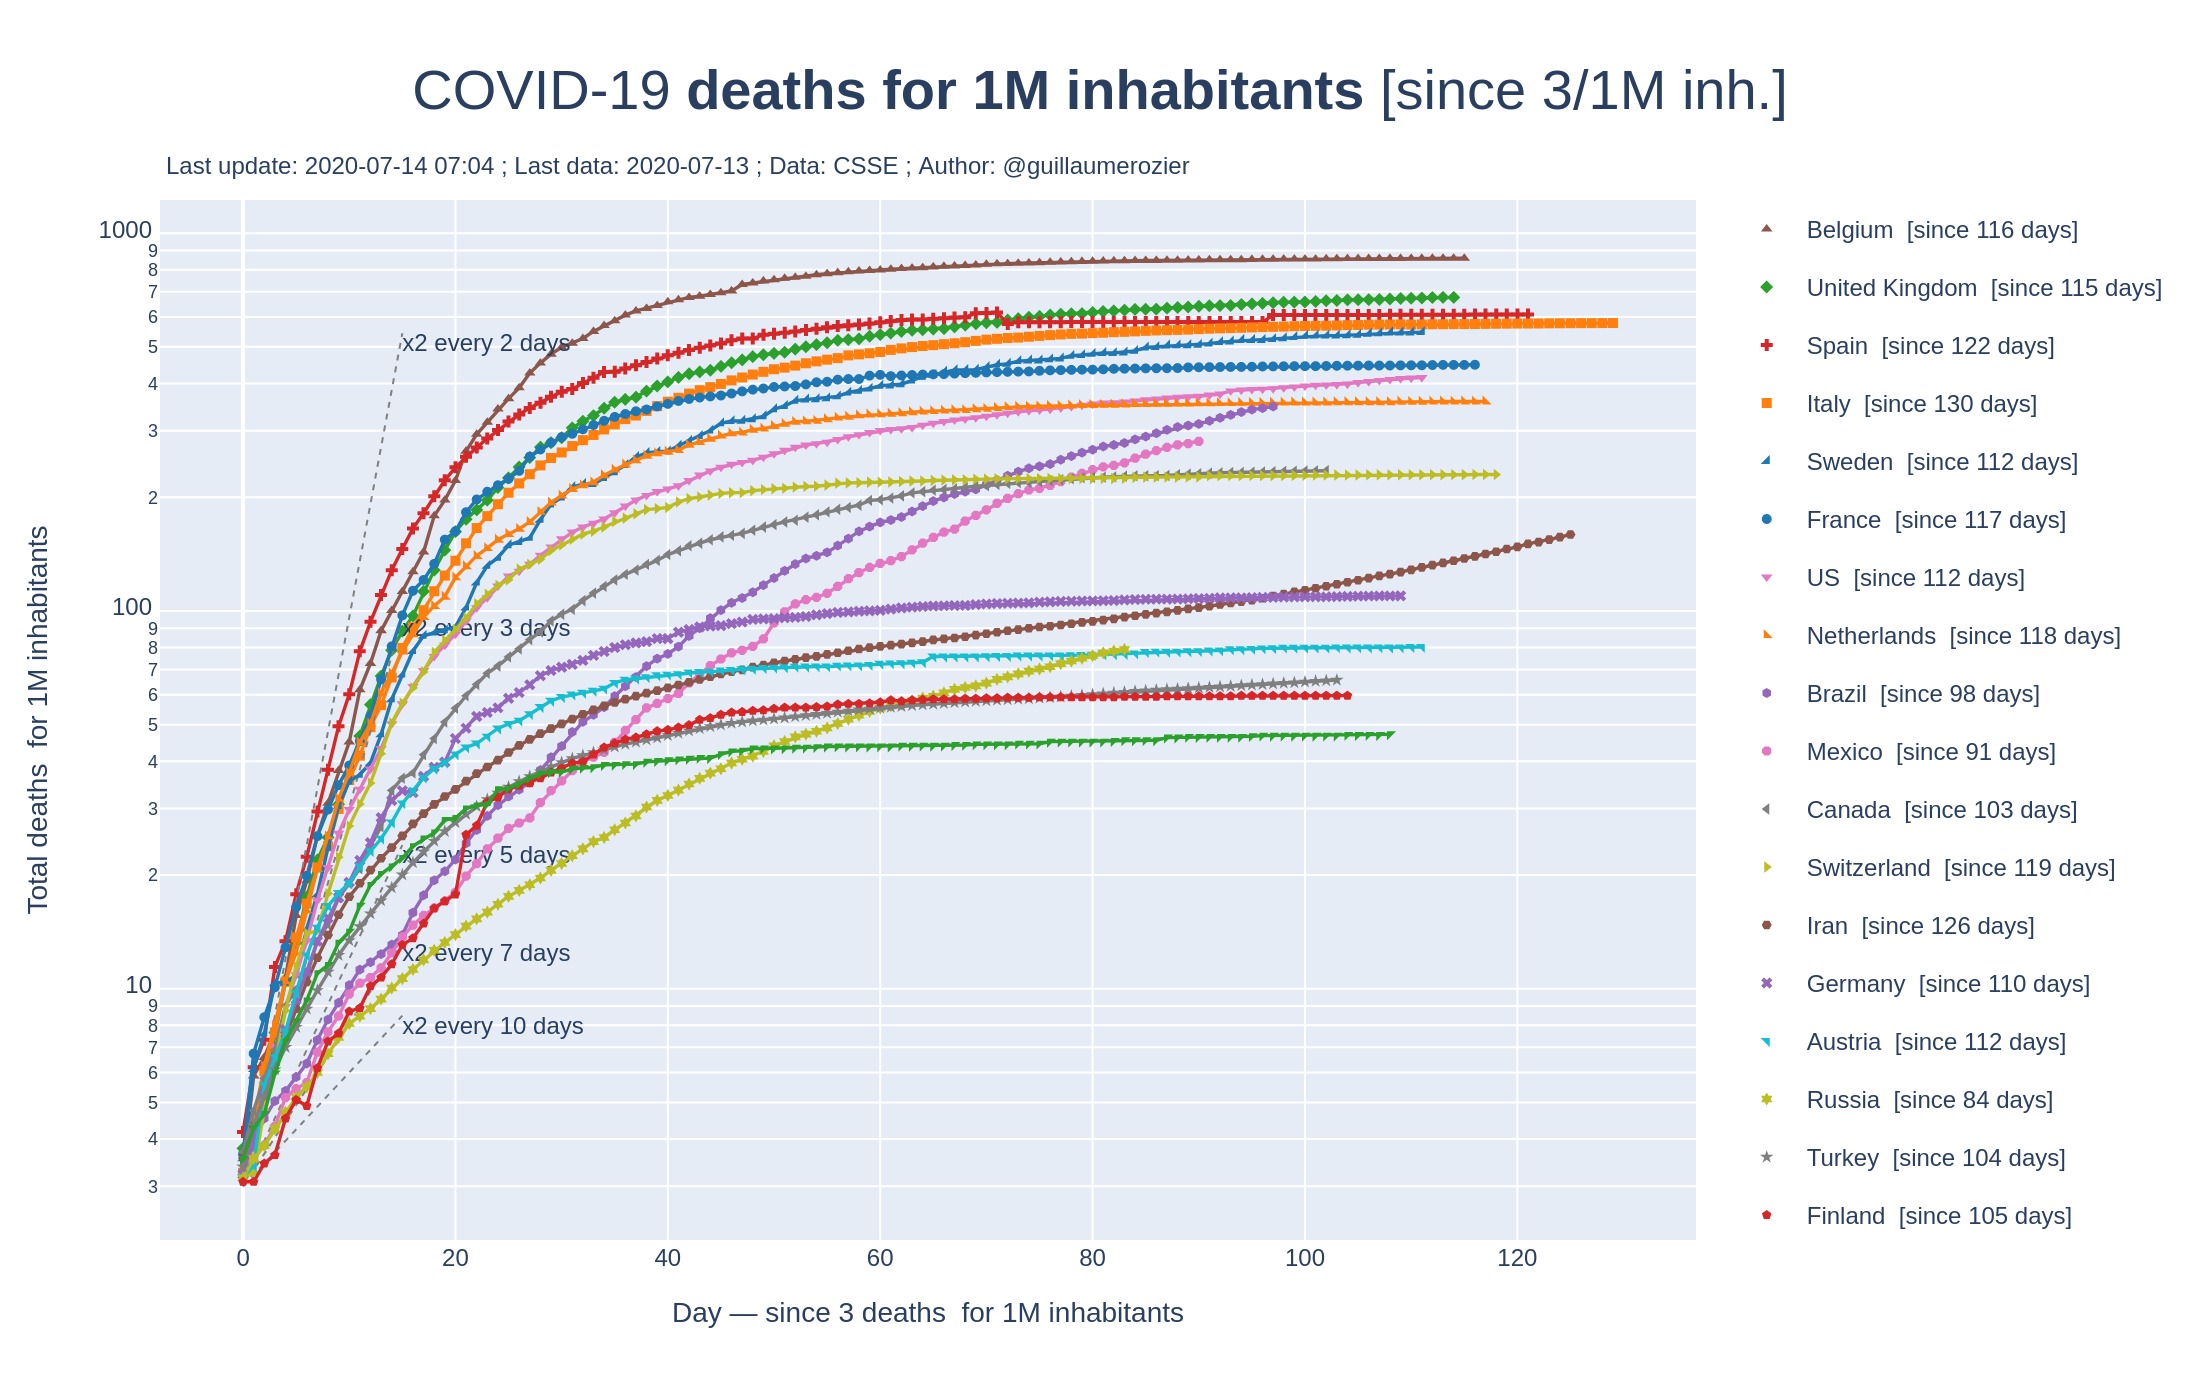 COVID-19 deaths for 1M inhabitants [since 3/1M inh.]
Last update: 2020-07-14 07:04 ; Last data: 2020-07-13 ; Data: CSSE ; Author: @guillaumerozier
Total deaths  for 1M inhabitants
1000
9
8
7
6
5
4
3
2
100
9
8
7
6
5
4
3
2
10
9
8
7
6
5
4
3
x2 every 2 days
x2 every 3 days
x2 every 5 days
x2 every 7 days
x2 every 10 days
0
20
40
60
80
100
120
Day — since 3 deaths  for 1M inhabitants
Belgium  [since 116 days]
United Kingdom  [since 115 days]
Spain  [since 122 days]
Italy  [since 130 days]
Sweden  [since 112 days]
France  [since 117 days]
US  [since 112 days]
Netherlands  [since 118 days]
Brazil  [since 98 days]
Mexico  [since 91 days]
Canada  [since 103 days]
Switzerland  [since 119 days]
Iran  [since 126 days]
Germany  [since 110 days]
Austria  [since 112 days]
Russia  [since 84 days]
Turkey  [since 104 days]
Finland  [since 105 days]